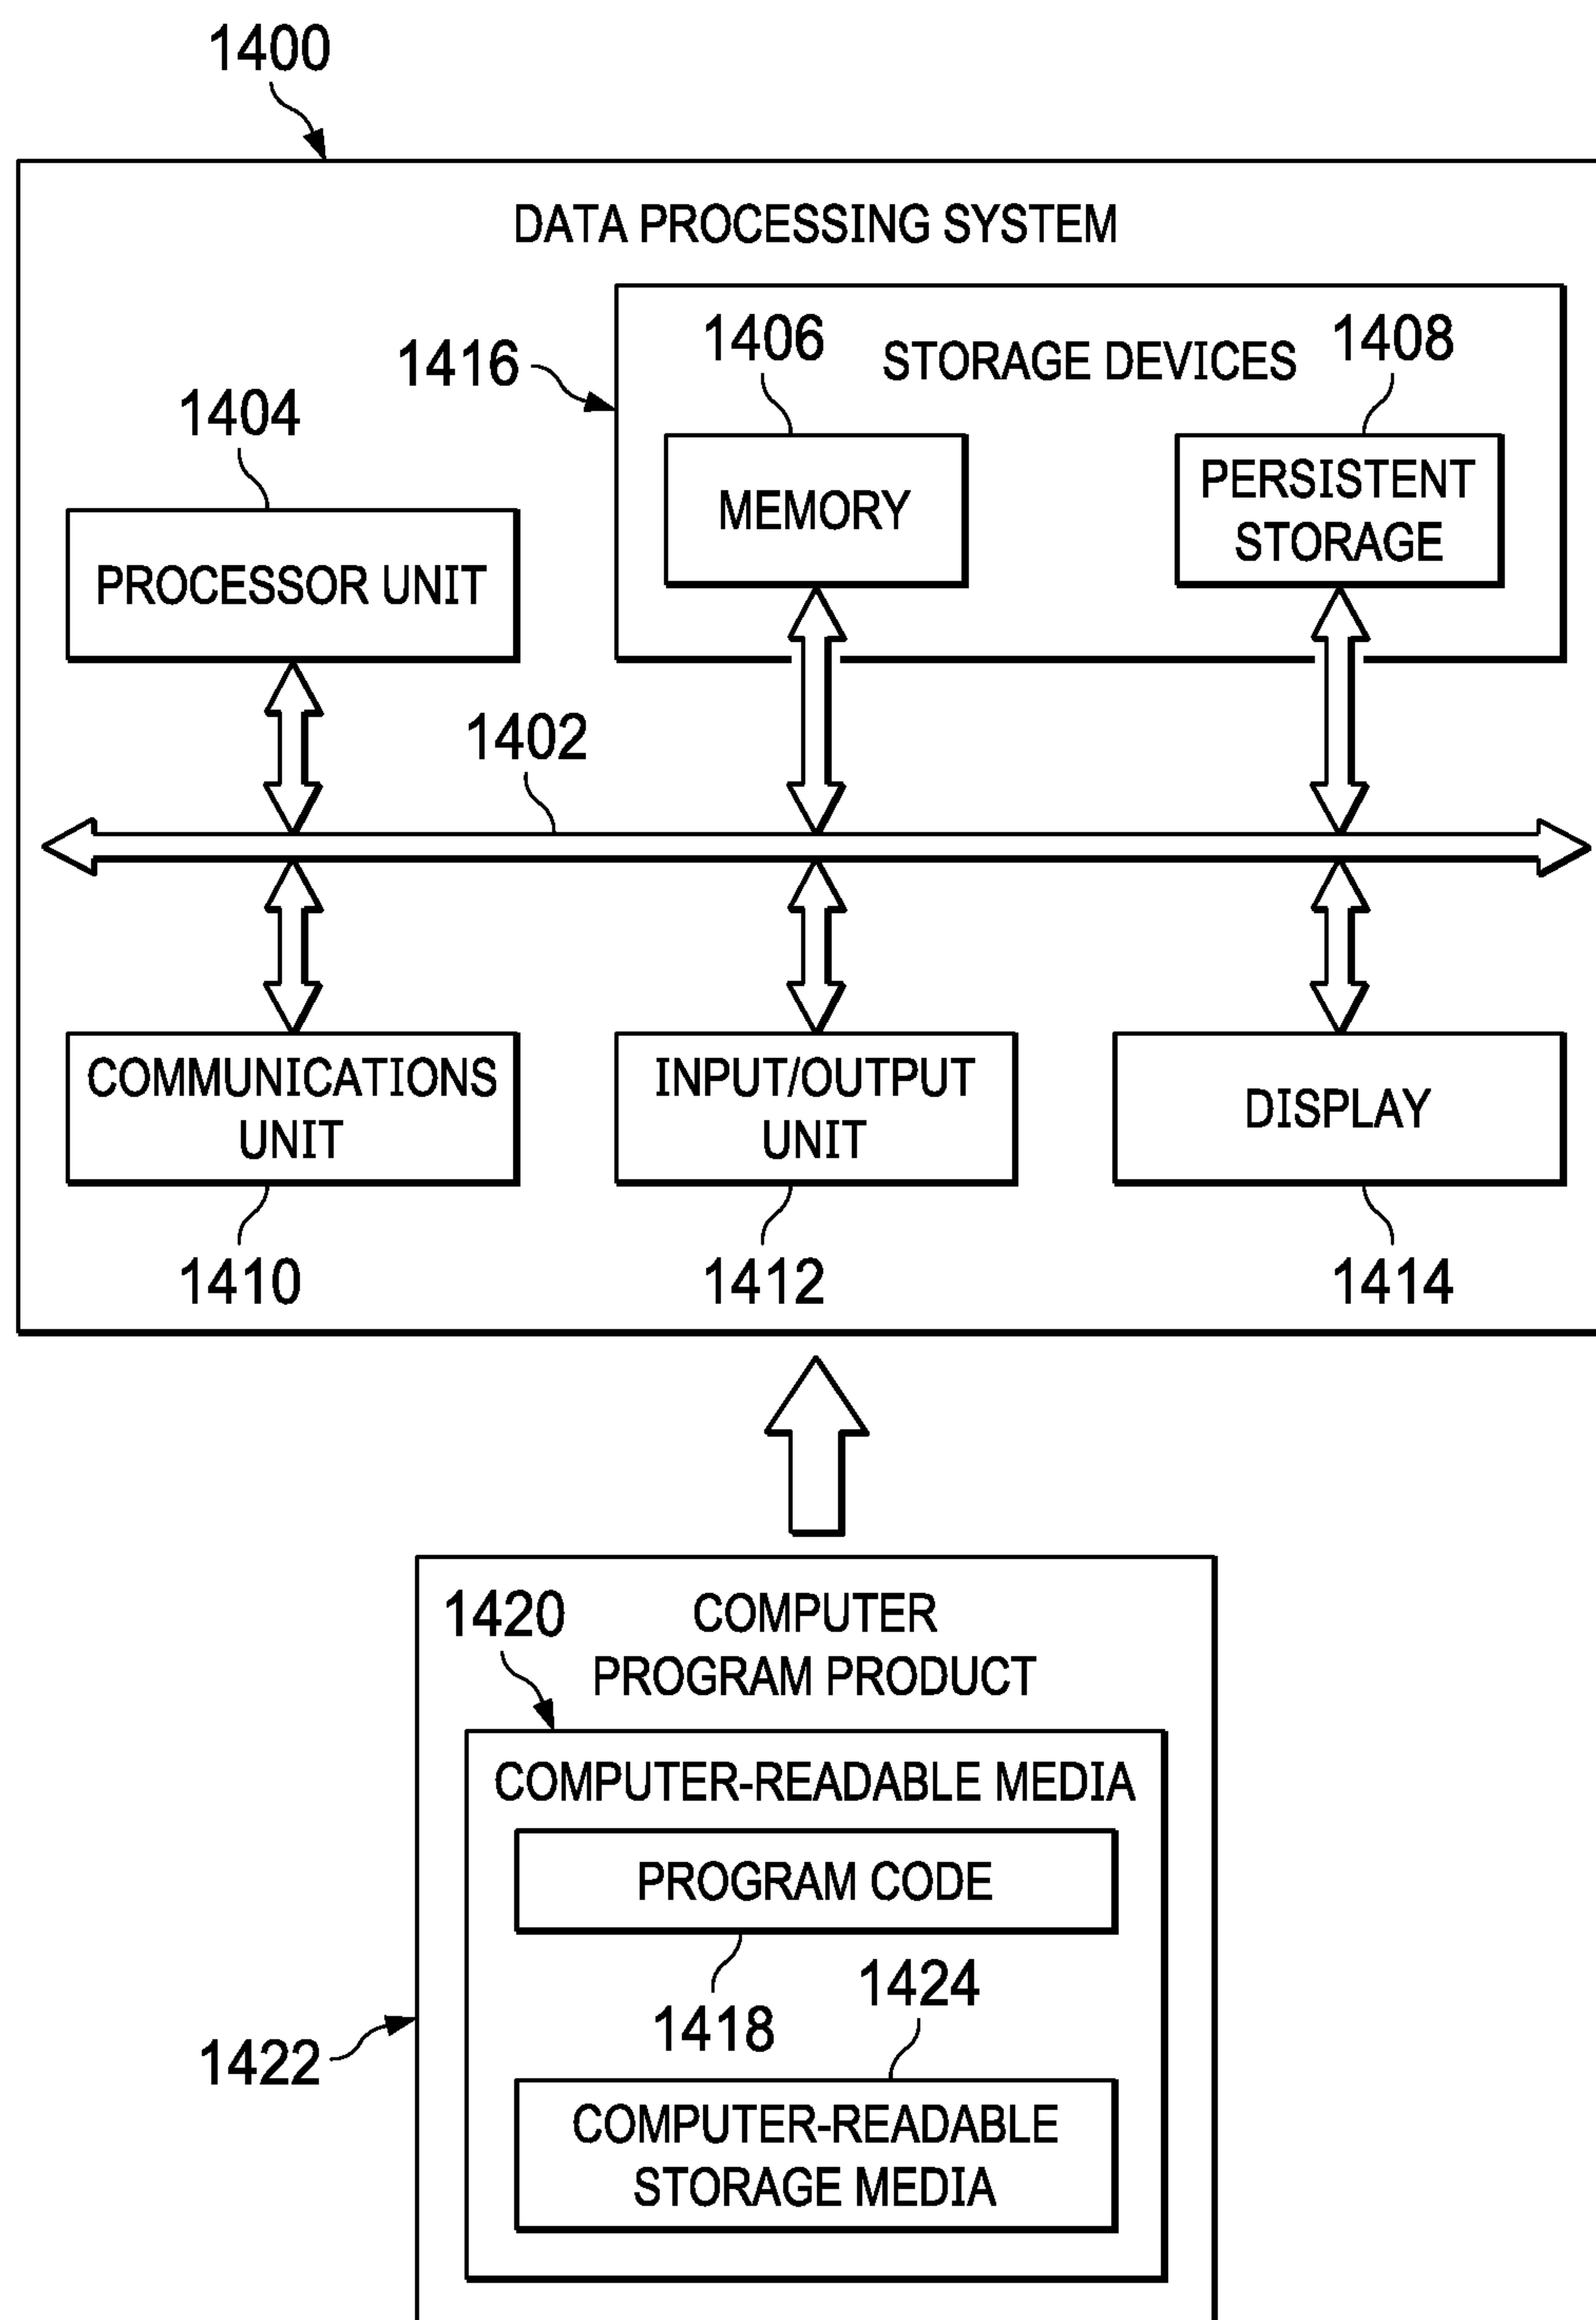 1400
DATA PROCESSING SYSTEM
1416
1406
STORAGE DEVICES
1408
1404
MEMORY
PERSISTENT
STORAGE
PROCESSOR UNIT
1402
COMMUNICATIONS
UNIT
INPUT/OUTPUT
UNIT
DISPLAY
1410
1412
1414
1420
COMPUTER
PROGRAM PRODUCT
COMPUTER-READABLE MEDIA
PROGRAM CODE
1418
1424
1422
COMPUTER-READABLE
STORAGE MEDIA